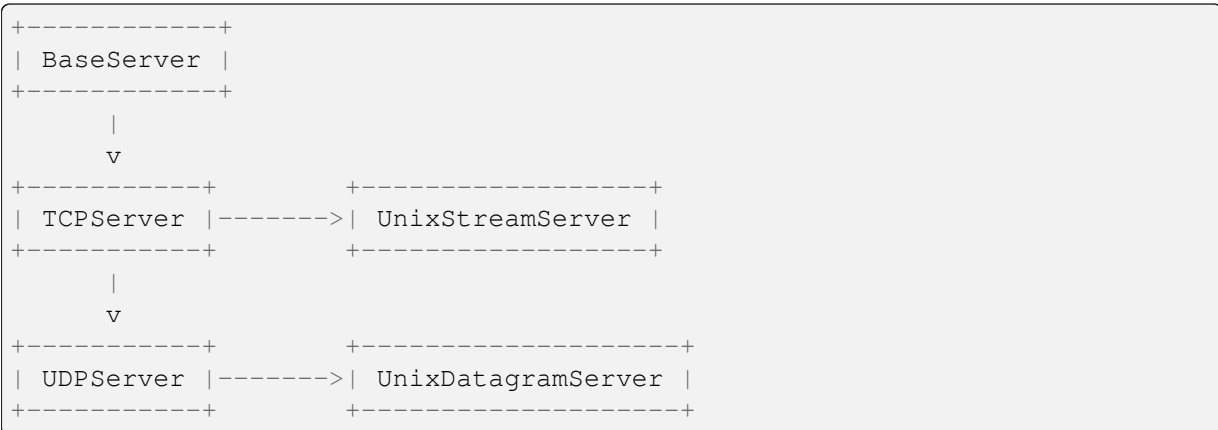 +------------+
| BaseServer |
+------------+
      |
      v
+-----------+        +------------------+
| TCPServer |------->| UnixStreamServer |
+-----------+        +------------------+
      |
      v
+-----------+        +--------------------+
| UDPServer |------->| UnixDatagramServer |
+-----------+        +--------------------+